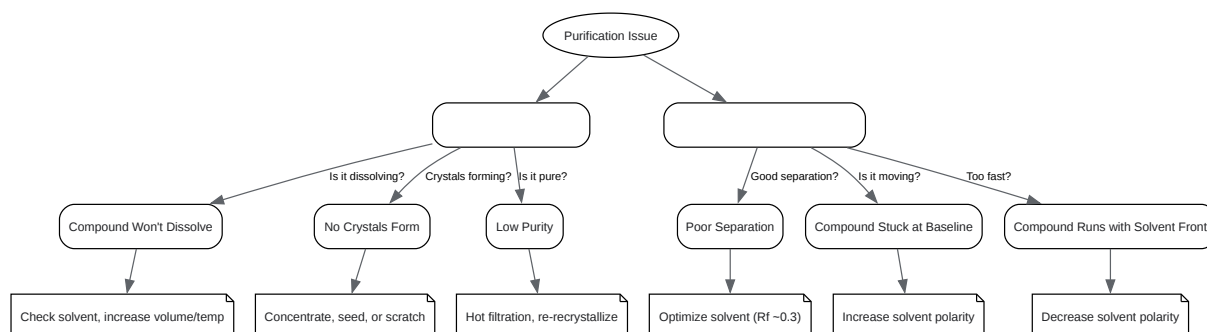 Purification Issue
Is it dissolving?
Crystals forming?
Is it pure?
Good separation?
Is it moving?
Too fast?
Compound Won't Dissolve
No Crystals Form
Low Purity
Poor Separation
Compound Stuck at Baseline
Compound Runs with Solvent Front
Check solvent, increase volume/temp
Concentrate, seed, or scratch
Hot filtration, re-recrystallize
Optimize solvent (Rf ~0.3)
Increase solvent polarity
Decrease solvent polarity